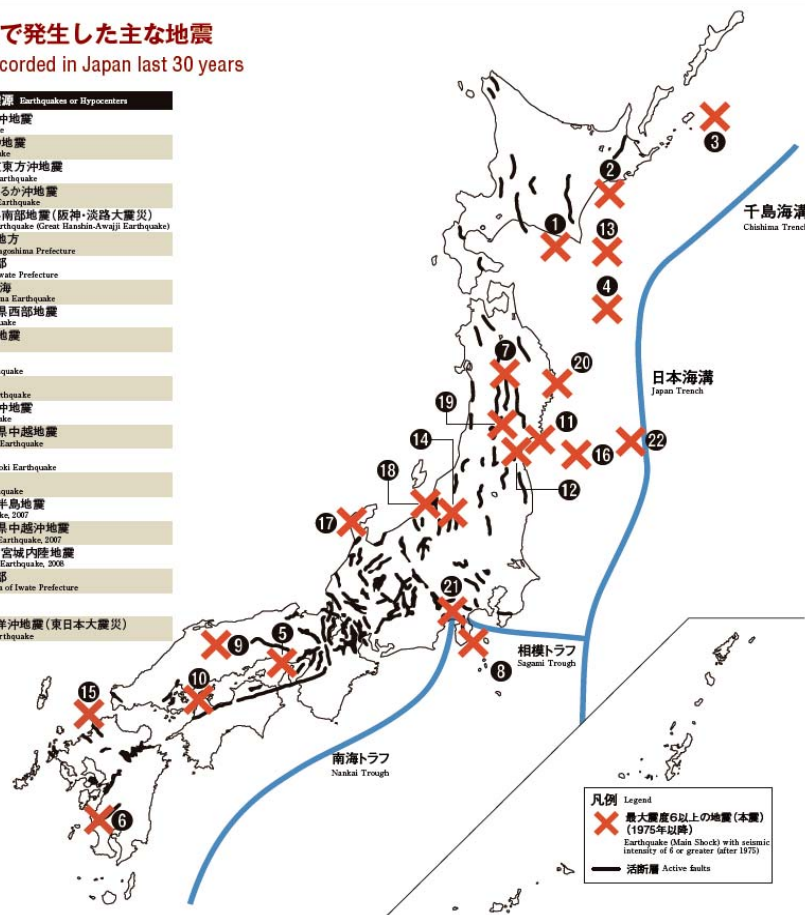 で発生した主な地震
corded in Japan last 30 years
震源 Earthquakes or Hypocenters
沖地震
地震
東方沖地震
Earthquake
るか沖地震
Earthquake
南部地震(阪神・淡路大震災)
rthquake (Great Hanshin-Awaji Earthquake)
地方
agoshima Prefecture
部
wate Prefecture
海
ma Earthquake
県西部地震
uake
地震
quake
rthquake
沖地震
ake
県中越地震
Earthquake
oki Earthquake
quake
半島地震
ke, 2007
県中越沖地震
Earthquake, 2007
宮城内陸地震
Earthquake, 2008
部
a of Iwate Prefecture
洋沖地震(東日本大震災)
rthquake
3
2
千島海溝
Chishima Trench
1
13
4
7
20
日本海溝
Japan Trench
19
11
14
16
22
18
12
17
21
5
9
相模トラフ
Sagami Trough
8
10
15
南海トラフ
Nankai Trough
6
凡例 Legend
最大震度6以上の地震(本震)
(1975年以降)
Earthquake (Main Shock) with seismic
intensity of 6 or greater (after 1975)
活断層 Active faults